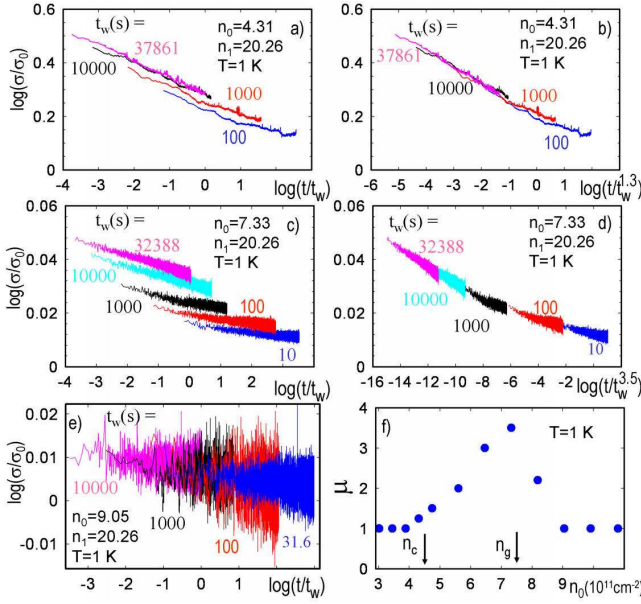 t_w(s) =
n_0=4.31
n_1=20.26
T=1 K
a)
37861
10000
1000
100
log(σ/σ_0)
0.6
0.4
0.2
0
-4 -3 -2 -1 0 1 2 3
log(t/t_w)
t_w(s) =
n_0=4.31
n_1=20.26
T=1 K
b)
37861
10000
1000
100
0.6
0.4
0.2
0
-6 -5 -4 -3 -2 -1 0 1 2
log(t/t_w^1.3)
t_w(s) =
c)
n_0=7.33
n_1=20.26
T=1 K
32388
10000
1000
100
10
log(σ/σ_0)
0.06
0.04
0.02
0
-4 -3 -2 -1 0 1 2 3 4
log(t/t_w)
t_w(s) =
n_0=7.33
d)
n_1=20.26
T=1 K
32388
10000
1000
100
10
0.06
0.04
0.02
0
-16 -14 -12 -10 -8 -6 -4 -2 0
log(t/t_w^3.5)
e)
t_w(s) =
10000
1000
100
31.6
n_0=9.05
n_1=20.26
T=1 K
log(σ/σ_0)
0.02
0.01
0
-0.01
-3 -2 -1 0 1 2
log(t/t_w)
f)
T=1 K
μ
4
3
2
1
0
n_c
n_g
3 4 5 6 7 8 9 n_0(10^11cm^-2)